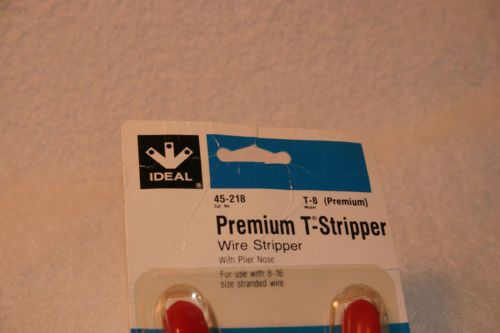 IDEAL ®
45-218 T-8 (Premium)
Cat. No. Model
Premium T®-Stripper
Wire Stripper
With Plier Nose
For use with 8-16
size stranded wire